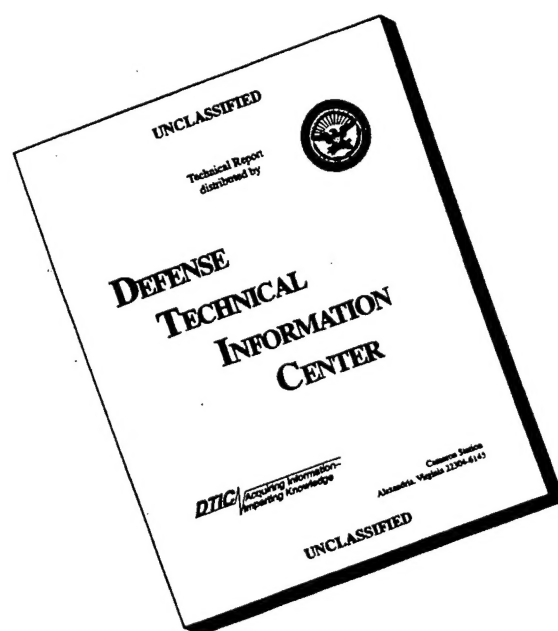 UNCLASSIFIED
Technical Report
distributed by
DEFENSE
TECHNICAL
INFORMATION
CENTER
DTIC
Acquiring Information–
Imparting Knowledge
Cameron Station
Alexandria, Virginia 22304-6145
UNCLASSIFIED